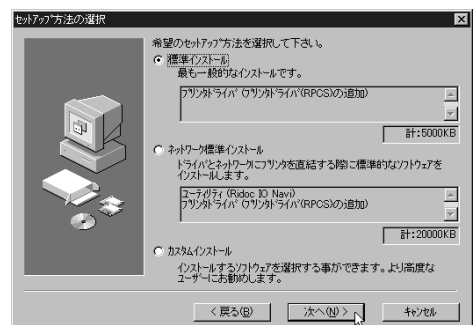 セットアップ方法の選択
希望のセットアップ方法を選択して下さい。
標準インストール
最も一般的なインストールです。
プリンタドライバ (プリンタドライバ(RPCS)の追加)
計:5000KB
ネットワーク標準インストール
ドライバとネットワークにプリンタを直結する際に標準的なソフトウェアを
インストールします。
ユーティリティ (Ridoc IO Navi)
プリンタドライバ (プリンタドライバ(RPCS)の追加)
計:20000KB
カスタムインストール
インストールするソフトウェアを選択する事ができます。より高度な
ユーザーにお勧めします。
< 戻る(B)
次へ(N) >
キャンセル